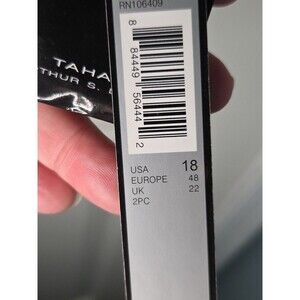 RN106409
TAHA
THUR S.
8 84449 56444 2
USA 18
EUROPE 48
UK 22
2PC